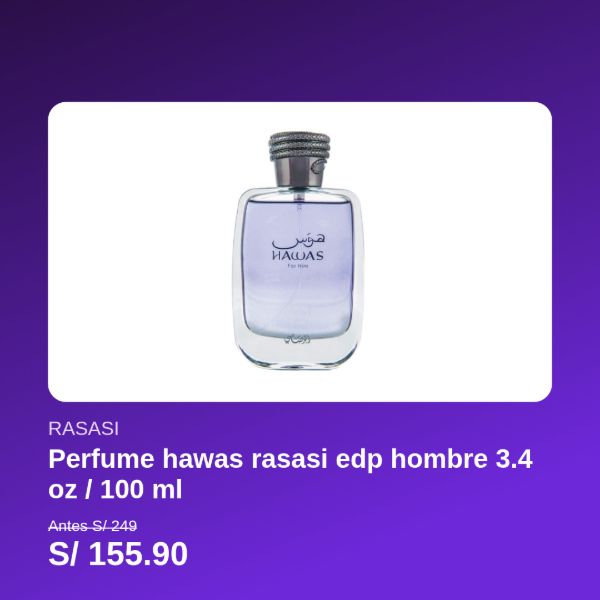 هوس
HAWAS
For Him
RASASI
Perfume hawas rasasi edp hombre 3.4
oz / 100 ml
Antes S/ 249
S/ 155.90